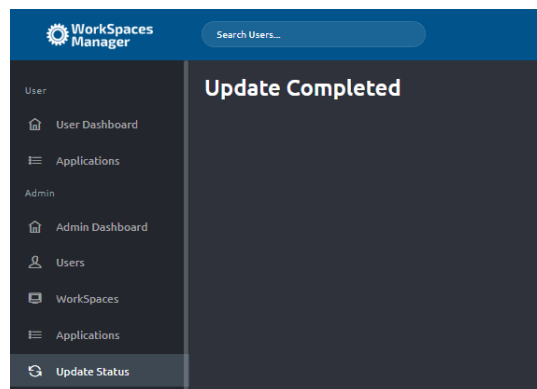 WorkSpaces
Manager
Search Users...
User
User Dashboard
Applications
Admin
Admin Dashboard
Users
WorkSpaces
Applications
Update Status
Update Completed